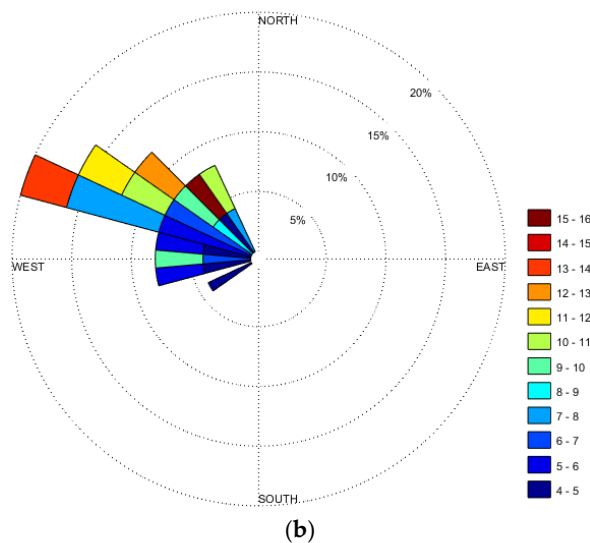 NORTH
20%
15%
10%
5%
WEST
EAST
SOUTH
15 - 16
14 - 15
13 - 14
12 - 13
11 - 12
10 - 11
9 - 10
8 - 9
7 - 8
6 - 7
5 - 6
4 - 5
(b)